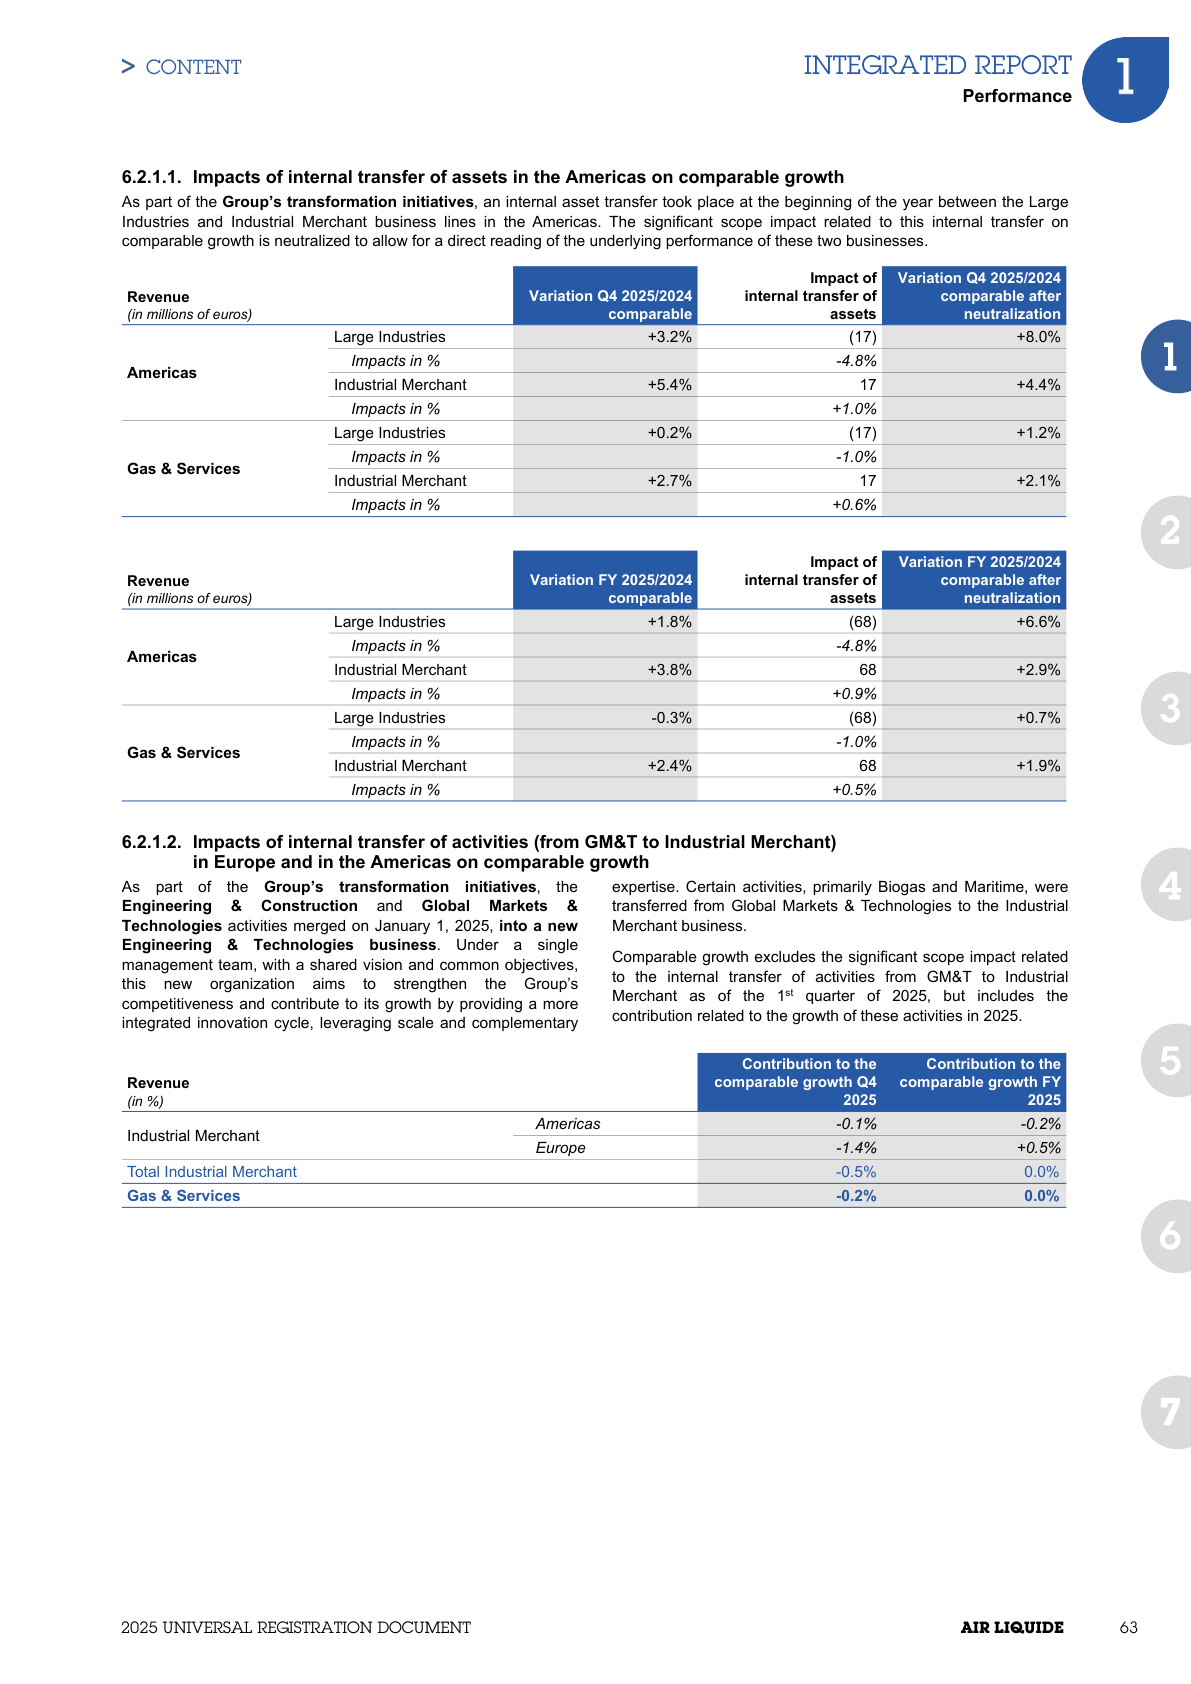 > CONTENT
INTEGRATED REPORT
Performance
1
6.2.1.1. Impacts of internal transfer of assets in the Americas on comparable growth
As part of the Group's transformation initiatives, an internal asset transfer took place at the beginning of the year between the Large
Industries and Industrial Merchant business lines in the Americas. The significant scope impact related to this internal transfer on
comparable growth is neutralized to allow for a direct reading of the underlying performance of these two businesses.
Revenue
(in millions of euros)
Variation Q4 2025/2024
comparable
Impact of
internal transfer of
assets
Variation Q4 2025/2024
comparable after
neutralization
Americas
Large Industries +3.2% (17) +8.0%
Impacts in % -4.8%
Industrial Merchant +5.4% 17 +4.4%
Impacts in % +1.0%
Gas & Services
Large Industries +0.2% (17) +1.2%
Impacts in % -1.0%
Industrial Merchant +2.7% 17 +2.1%
Impacts in % +0.6%
Revenue
(in millions of euros)
Variation FY 2025/2024
comparable
Impact of
internal transfer of
assets
Variation FY 2025/2024
comparable after
neutralization
Americas
Large Industries +1.8% (68) +6.6%
Impacts in % -4.8%
Industrial Merchant +3.8% 68 +2.9%
Impacts in % +0.9%
Gas & Services
Large Industries -0.3% (68) +0.7%
Impacts in % -1.0%
Industrial Merchant +2.4% 68 +1.9%
Impacts in % +0.5%
6.2.1.2. Impacts of internal transfer of activities (from GM&T to Industrial Merchant)
in Europe and in the Americas on comparable growth
As part of the Group's transformation initiatives, the
Engineering & Construction and Global Markets &
Technologies activities merged on January 1, 2025, into a new
Engineering & Technologies business. Under a single
management team, with a shared vision and common objectives,
this new organization aims to strengthen the Group's
competitiveness and contribute to its growth by providing a more
integrated innovation cycle, leveraging scale and complementary
expertise. Certain activities, primarily Biogas and Maritime, were
transferred from Global Markets & Technologies to the Industrial
Merchant business.
Comparable growth excludes the significant scope impact related
to the internal transfer of activities from GM&T to Industrial
Merchant as of the 1st quarter of 2025, but includes the
contribution related to the growth of these activities in 2025.
Revenue
(in %)
Contribution to the
comparable growth Q4
2025
Contribution to the
comparable growth FY
2025
Industrial Merchant
Americas -0.1% -0.2%
Europe -1.4% +0.5%
Total Industrial Merchant -0.5% 0.0%
Gas & Services -0.2% 0.0%
1
2
3
4
5
6
7
2025 UNIVERSAL REGISTRATION DOCUMENT
AIR LIQUIDE 63